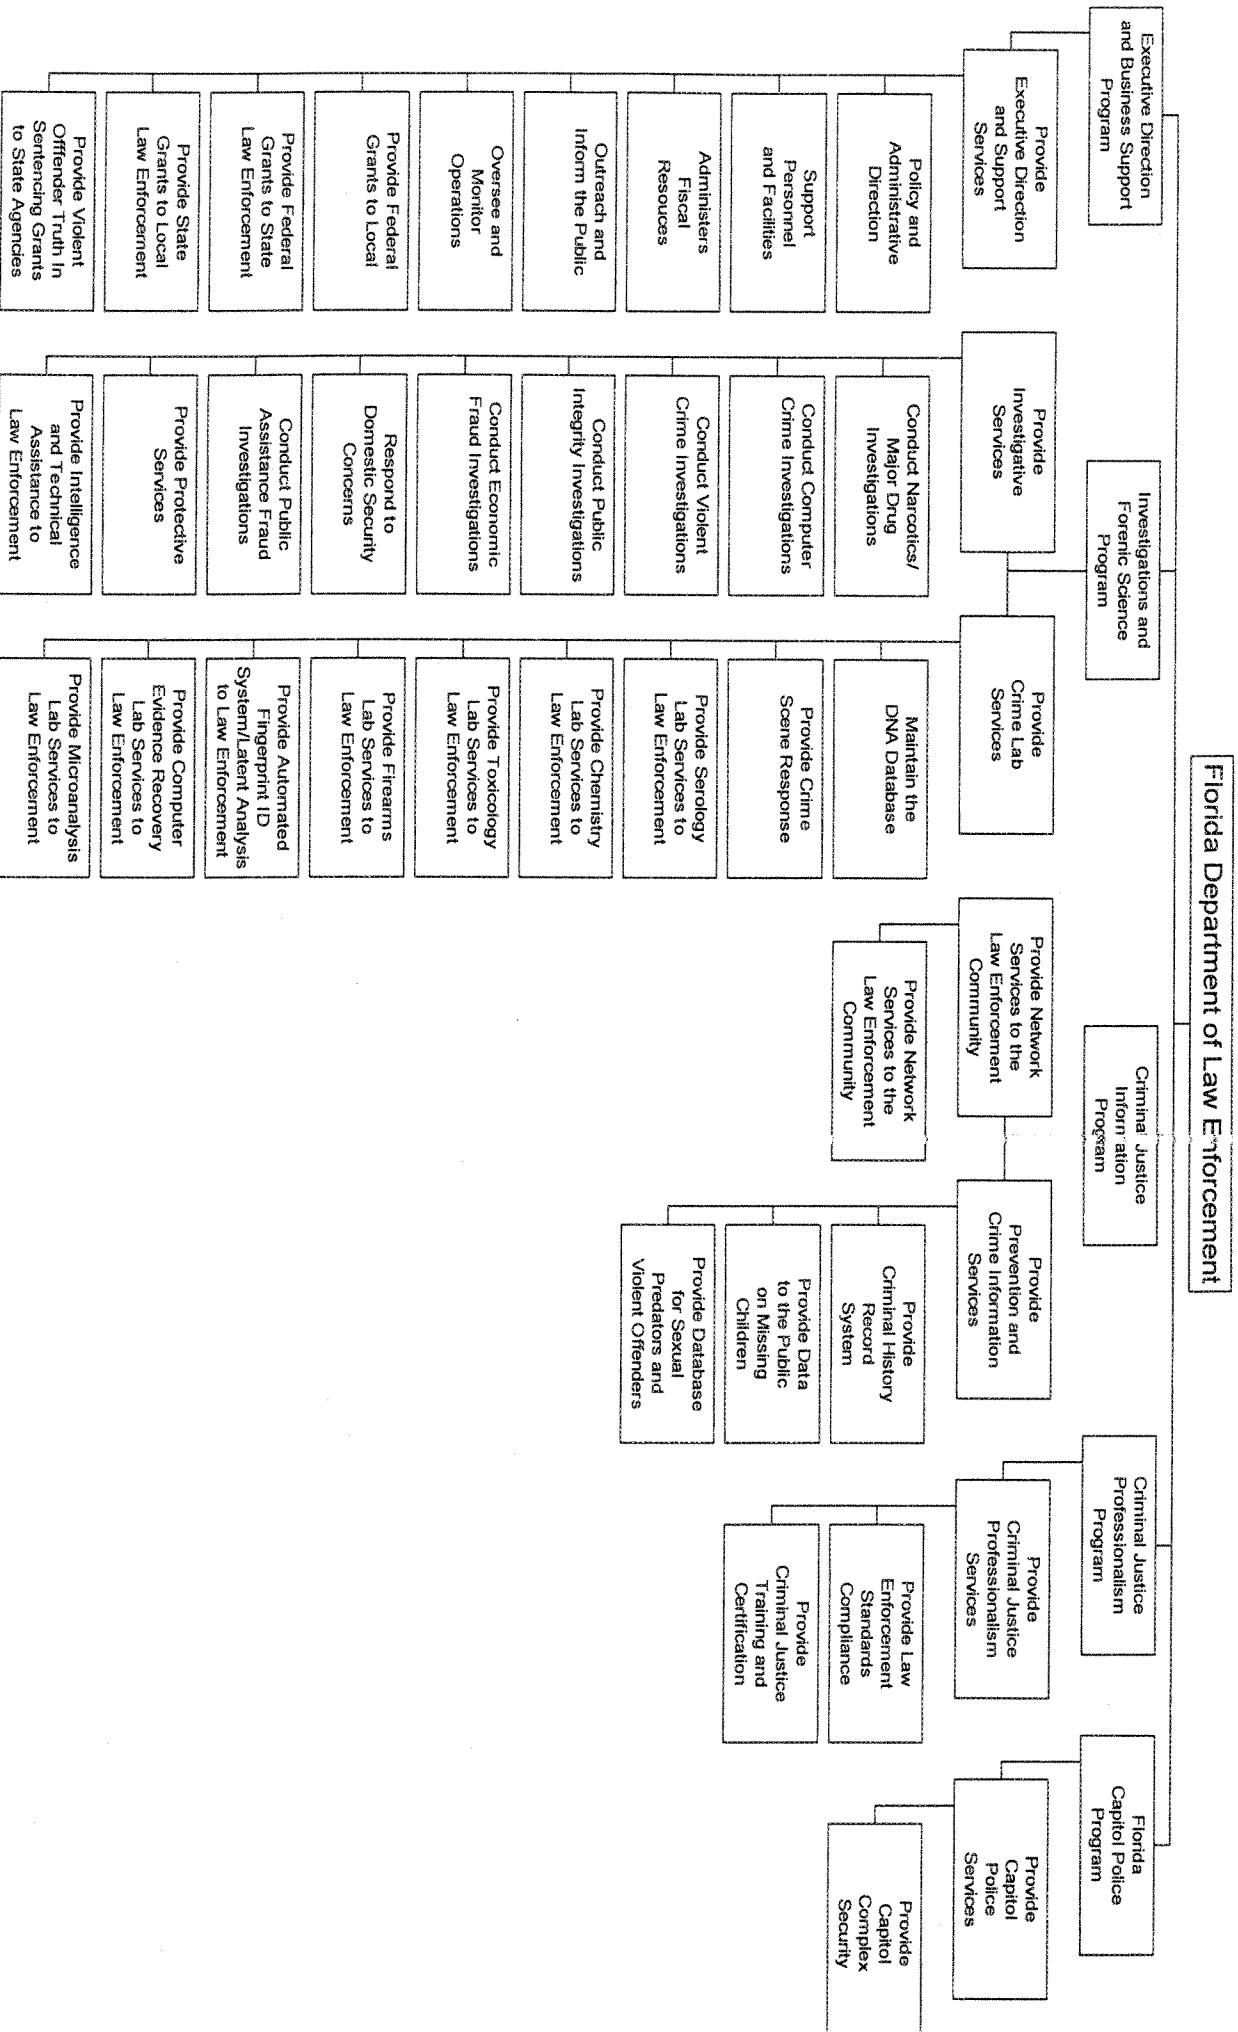 Florida Department of Law Enforcement
Executive Direction
and Business Support
Program
Provide
Executive Direction
and Support
Services
Policy and
Administrative
Direction
Support
Personnel
and Facilities
Administers
Fiscal
Resouces
Outreach and
Inform the Public
Oversee and
Monitor
Operations
Provide Federal
Grants to Local
Provide Federal
Grants to State
Law Enforcement
Provide State
Grants to Local
Law Enforcement
Provide Violent
Offfender Truth In
Sentencing Grants
to State Agencies
Investigations and
Forenic Science
Program
Provide
Investigative
Services
Conduct Narcotics/
Major Drug
Investigations
Conduct Computer
Crime Investigations
Conduct Violent
Crime Investigations
Conduct Public
Integrity Investigations
Conduct Economic
Fraud Investigations
Respond to
Domestic Security
Concerns
Conduct Public
Assistance Fraud
Investigations
Provide Protective
Services
Provide Intelligence
and Technical
Assistance to
Law Enforcement
Provide
Crime Lab
Services
Maintain the
DNA Database
Provide Crime
Scene Response
Provide Serology
Lab Services to
Law Enforcement
Provide Chemistry
Lab Services to
Law Enforcement
Provide Toxicology
Lab Services to
Law Enforcement
Provide Firearms
Lab Services to
Law Enforcement
Provide Automated
Fingerprint ID
System/Latent Analysis
to Law Enforcement
Provide Computer
Evidence Recovery
Lab Services to
Law Enforcement
Provide Microanalysis
Lab Services to
Law Enforcement
Criminal Justice
Information
Program
Provide Network
Services to the
Law Enforcement
Community
Provide Network
Services to the
Law Enforcement
Community
Provide
Prevention and
Crime Information
Services
Provide
Criminal History
Record
System
Provide Data
to the Public
on Missing
Children
Provide Database
for Sexual
Predators and
Violent Offenders
Criminal Justice
Professionalism
Program
Provide
Criminal Justice
Professionalism
Services
Provide Law
Enforcement
Standards
Compliance
Provide
Criminal Justice
Training and
Certification
Florida
Capitol Police
Program
Provide
Capitol
Police
Services
Provide
Capitol
Complex
Security